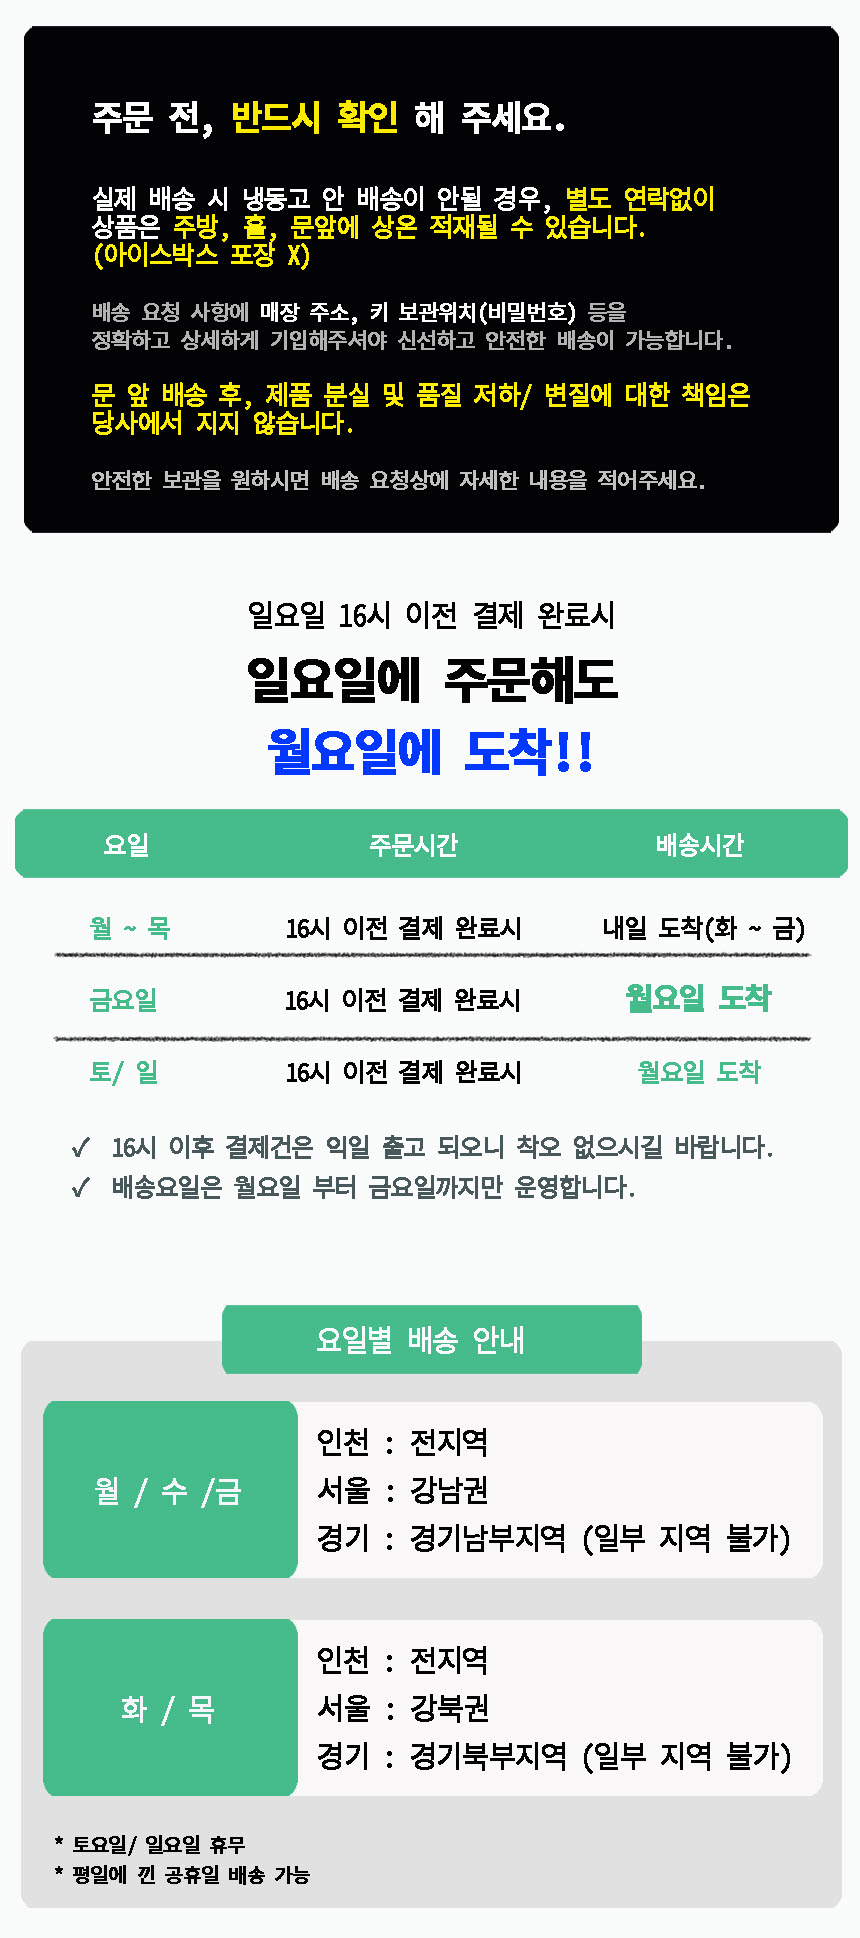 주문 전, 반드시 확인 해 주세요.
실제 배송 시 냉동고 안 배송이 안될 경우, 별도 연락없이
상품은 주방, 홀, 문앞에 상온 적재될 수 있습니다.
(아이스박스 포장 X)
배송 요청 사항에 매장 주소, 키 보관위치(비밀번호) 등을
정확하고 상세하게 기입해주셔야 신선하고 안전한 배송이 가능합니다.
문 앞 배송 후, 제품 분실 및 품질 저하/ 변질에 대한 책임은
당사에서 지지 않습니다.
안전한 보관을 원하시면 배송 요청상에 자세한 내용을 적어주세요.
일요일 16시 이전 결제 완료시
일요일에 주문해도
월요일에 도착!!
요일 주문시간 배송시간
월 ~ 목 16시 이전 결제 완료시 내일 도착(화 ~ 금)
금요일 16시 이전 결제 완료시 월요일 도착
토/ 일 16시 이전 결제 완료시 월요일 도착
✓ 16시 이후 결제건은 익일 출고 되오니 착오 없으시길 바랍니다.
✓ 배송요일은 월요일 부터 금요일까지만 운영합니다.
요일별 배송 안내
월 / 수 /금
인천 : 전지역
서울 : 강남권
경기 : 경기남부지역 (일부 지역 불가)
화 / 목
인천 : 전지역
서울 : 강북권
경기 : 경기북부지역 (일부 지역 불가)
* 토요일/ 일요일 휴무
* 평일에 낀 공휴일 배송 가능